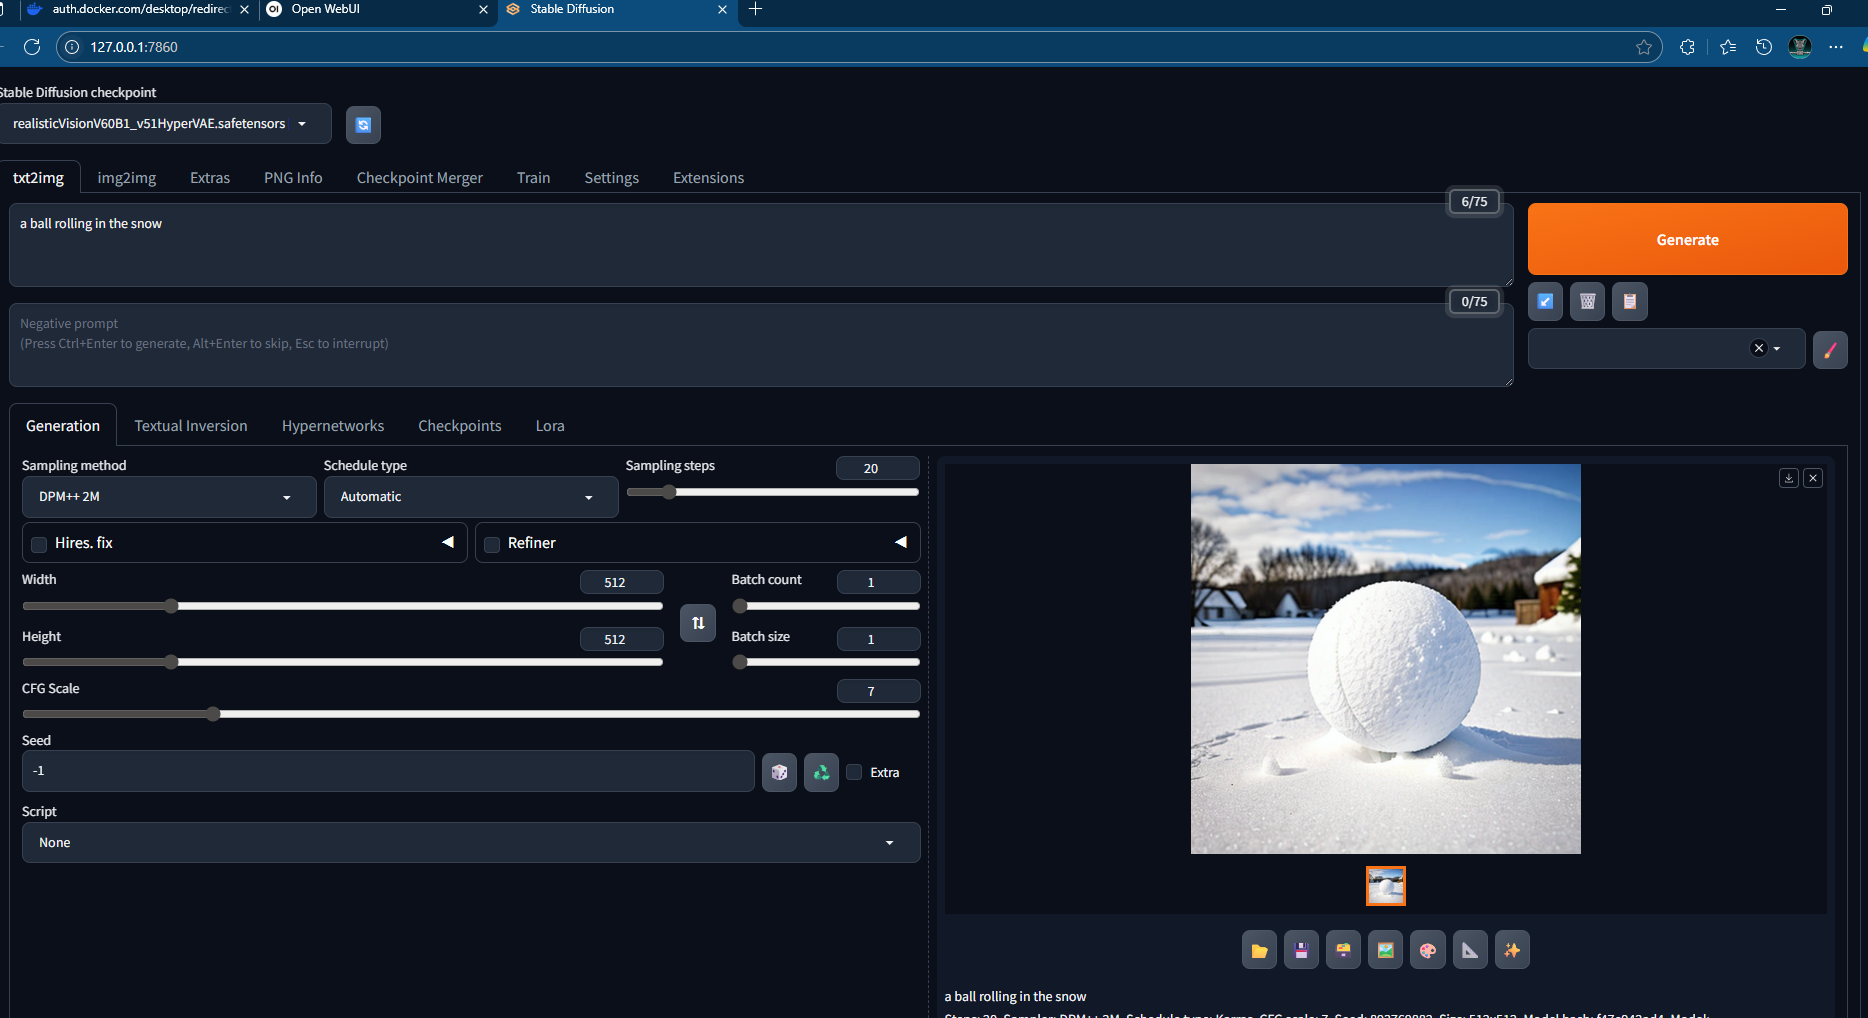 auth.docker.com/desktop/redirec
Open WebUI
Stable Diffusion
127.0.0.1:7860
Stable Diffusion checkpoint
realisticVisionV60B1_v51HyperVAE.safetensors
txt2img
img2img
Extras
PNG Info
Checkpoint Merger
Train
Settings
Extensions
6/75
a ball rolling in the snow
Generate
0/75
Negative prompt
(Press Ctrl+Enter to generate, Alt+Enter to skip, Esc to interrupt)
Generation
Textual Inversion
Hypernetworks
Checkpoints
Lora
Sampling method
Schedule type
Sampling steps
20
DPM++ 2M
Automatic
Hires. fix
Refiner
Width
512
Batch count
1
Height
512
Batch size
1
CFG Scale
7
Seed
-1
Extra
Script
None
a ball rolling in the snow